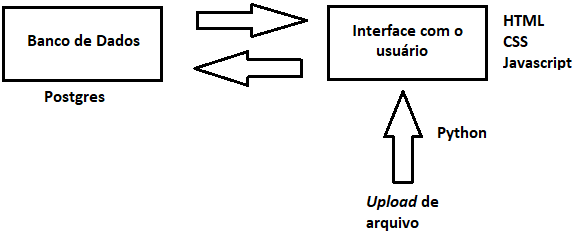 Banco de Dados
Postgres
Interface com o
usuário
HTML
CSS
Javascript
Python
Upload de
arquivo